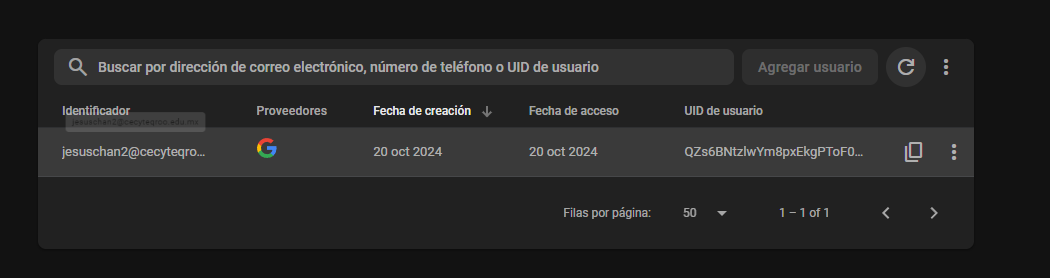 Buscar por dirección de correo electrónico, número de teléfono o UID de usuario
Agregar usuario
Identificador Proveedores Fecha de creación Fecha de acceso UID de usuario
jesuschan2@cecyteqroo.edu.mx
jesuschan2@cecyteqro... 20 oct 2024 20 oct 2024 QZs6BNtzlwYm8pxEkgPToF0...
Filas por página: 50 1 – 1 of 1